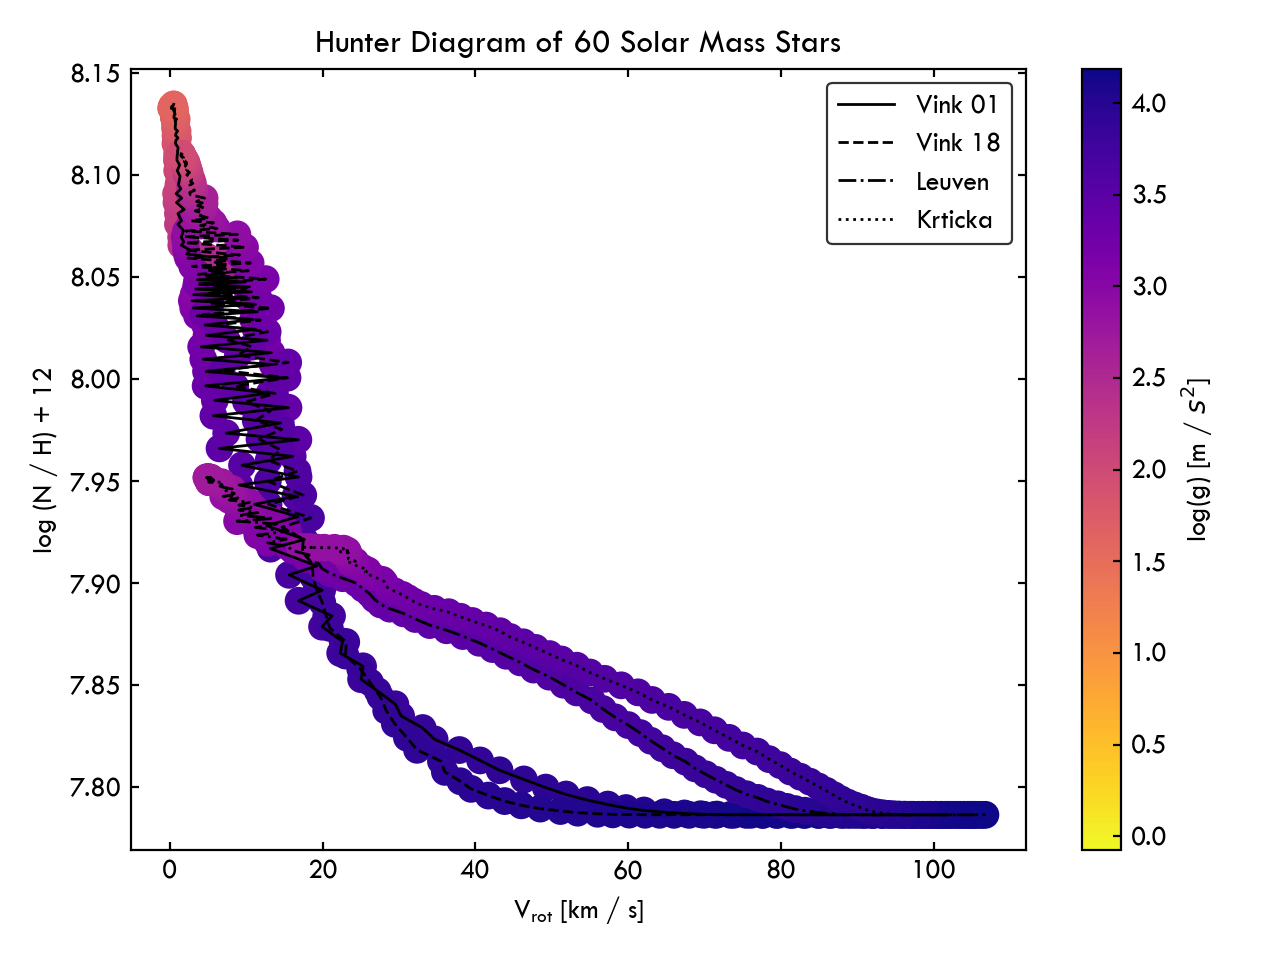 Hunter Diagram of 60 Solar Mass Stars
8.15
8.10
8.05
8.00
7.95
7.90
7.85
7.80
log (N / H) + 12
0
20
40
60
80
100
V_rot [km / s]
Vink 01
Vink 18
Leuven
Krticka
4.0
3.5
3.0
2.5
2.0
1.5
1.0
0.5
0.0
log(g) [m / s²]